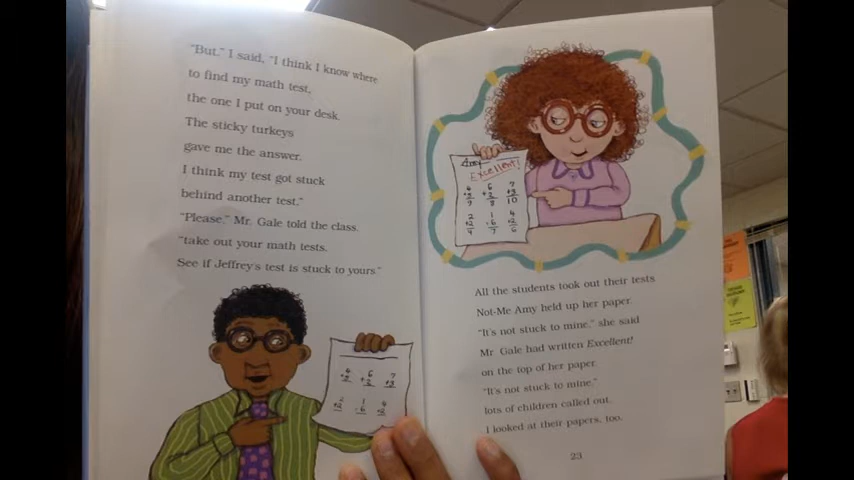 "But," I said, "I think I know where
to find my math test,
the one I put on your desk.
The sticky turkeys
gave me the answer.
I think my test got stuck
behind another test."
"Please," Mr. Gale told the class,
"take out your math tests.
See if Jeffrey's test is stuck to yours."
Amy
Excellent!
All the students took out their tests
Not-Me Amy held up her paper.
"It's not stuck to mine," she said
Mr Gale had written Excellent!
on the top of her paper.
"It's not stuck to mine."
lots of children called out.
I looked at their papers, too.
23